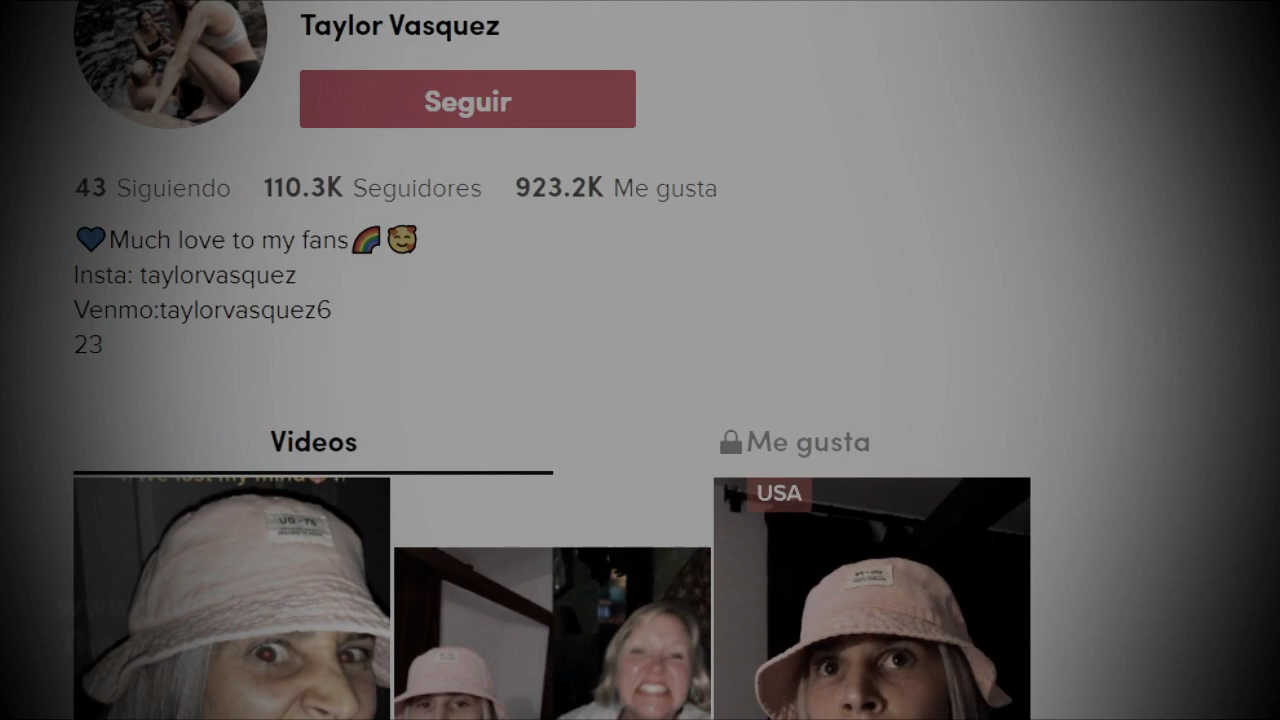 Taylor Vasquez
Seguir
43 Siguiendo 110.3K Seguidores 923.2K Me gusta
💙Much love to my fans🌈🥰
Insta: taylorvasquez
Venmo:taylorvasquez6
23
Videos
Me gusta
USA